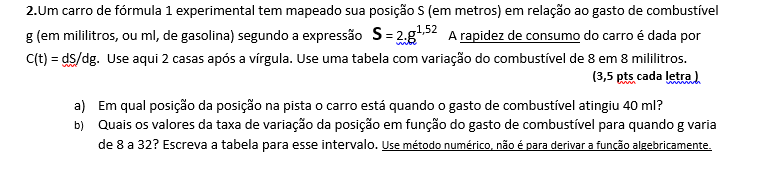 2.Um carro de fórmula 1 experimental tem mapeado sua posição S (em metros) em relação ao gasto de combustível
g (em mililitros, ou ml, de gasolina) segundo a expressão S = 2.g^1,52 A rapidez de consumo do carro é dada por
C(t) = dS/dg. Use aqui 2 casas após a vírgula. Use uma tabela com variação do combustível de 8 em 8 mililitros.
(3,5 pts cada letra )
a) Em qual posição da posição na pista o carro está quando o gasto de combustível atingiu 40 ml?
b) Quais os valores da taxa de variação da posição em função do gasto de combustível para quando g varia
de 8 a 32? Escreva a tabela para esse intervalo. Use método numérico, não é para derivar a função algebricamente.